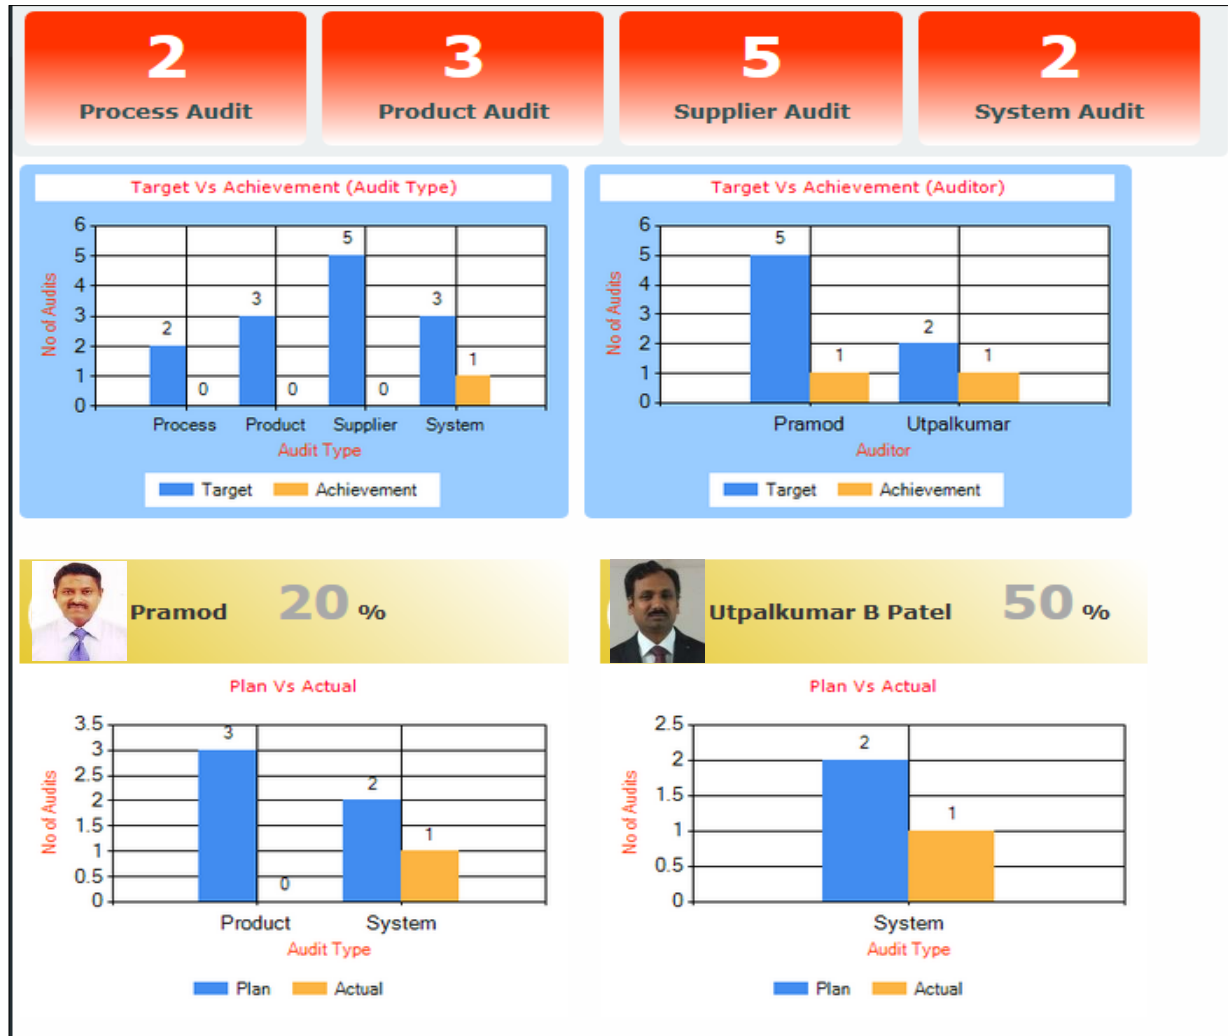 2 3 5 2
Process Audit Product Audit Supplier Audit System Audit
Target Vs Achievement (Audit Type)
6
5
4
3
2
1
0
No of Audits
2 0 3 0 5 0 3 1
Process Product Supplier System
Audit Type
Target Achievement
Target Vs Achievement (Auditor)
6
5
4
3
2
1
0
No of Audits
5 1 2 1
Pramod Utpalkumar
Auditor
Target Achievement
Pramod 20 %
Plan Vs Actual
3.5
3
2.5
2
1.5
1
0.5
0
No of Audits
3 0 2 1
Product System
Audit Type
Plan Actual
Utpalkumar B Patel 50 %
Plan Vs Actual
2.5
2
1.5
1
0.5
0
No of Audits
2 1
System
Audit Type
Plan Actual